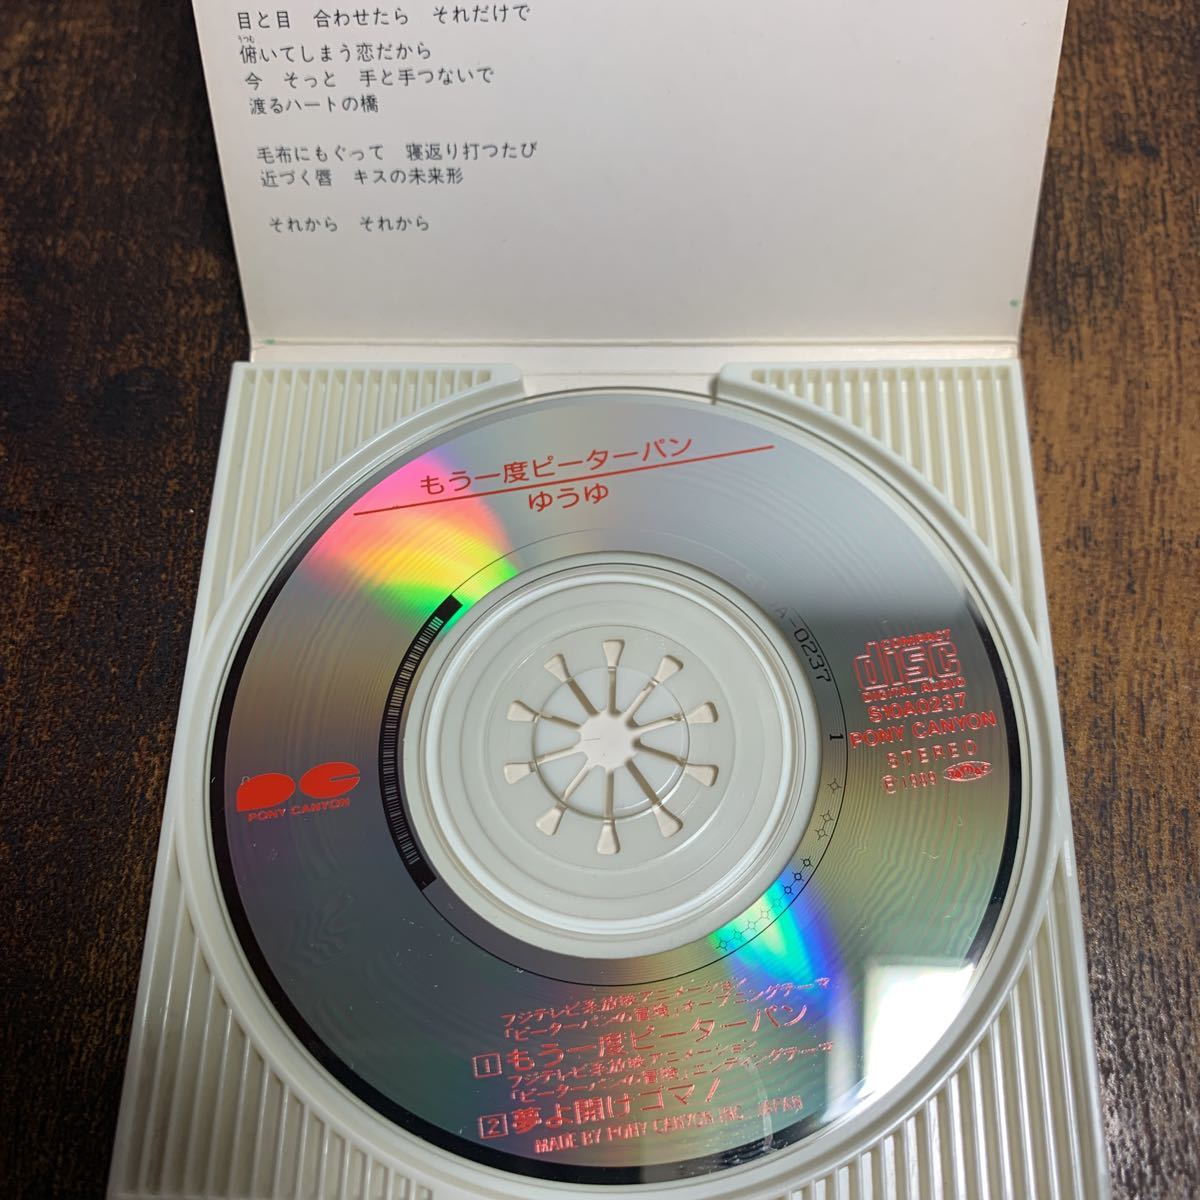 目と目　合わせたら　それだけで
うつむ
俯いてしまう恋だから
今　そっと　手と手つないで
渡るハートの橋
毛布にもぐって　寝返り打つたび
近づく唇　キスの未来形
それから　それから
もう一度ピーターパン
ゆうゆ
A-0237
1
COMPACT
disc
DIGITAL AUDIO
S10A0237
PONY CANYON
STEREO
Ⓟ1989
PONY CANYON
フジテレビ系放映アニメーション
「ピーターパンの冒険」オープニングテーマ
1 もう一度ピーターパン
フジテレビ系放映アニメーション
「ピーターパンの冒険」エンディングテーマ
2 夢よ開けゴマ！
MADE BY PONY CANYON INC. JAPAN